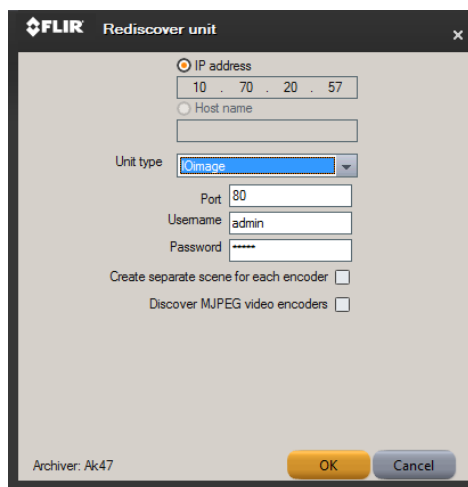 FLIR Rediscover unit
IP address
10 . 70 . 20 . 57
Host name
Unit type IOimage
Port 80
Username admin
Password *****
Create separate scene for each encoder
Discover MJPEG video encoders
Archiver: Ak47 OK Cancel